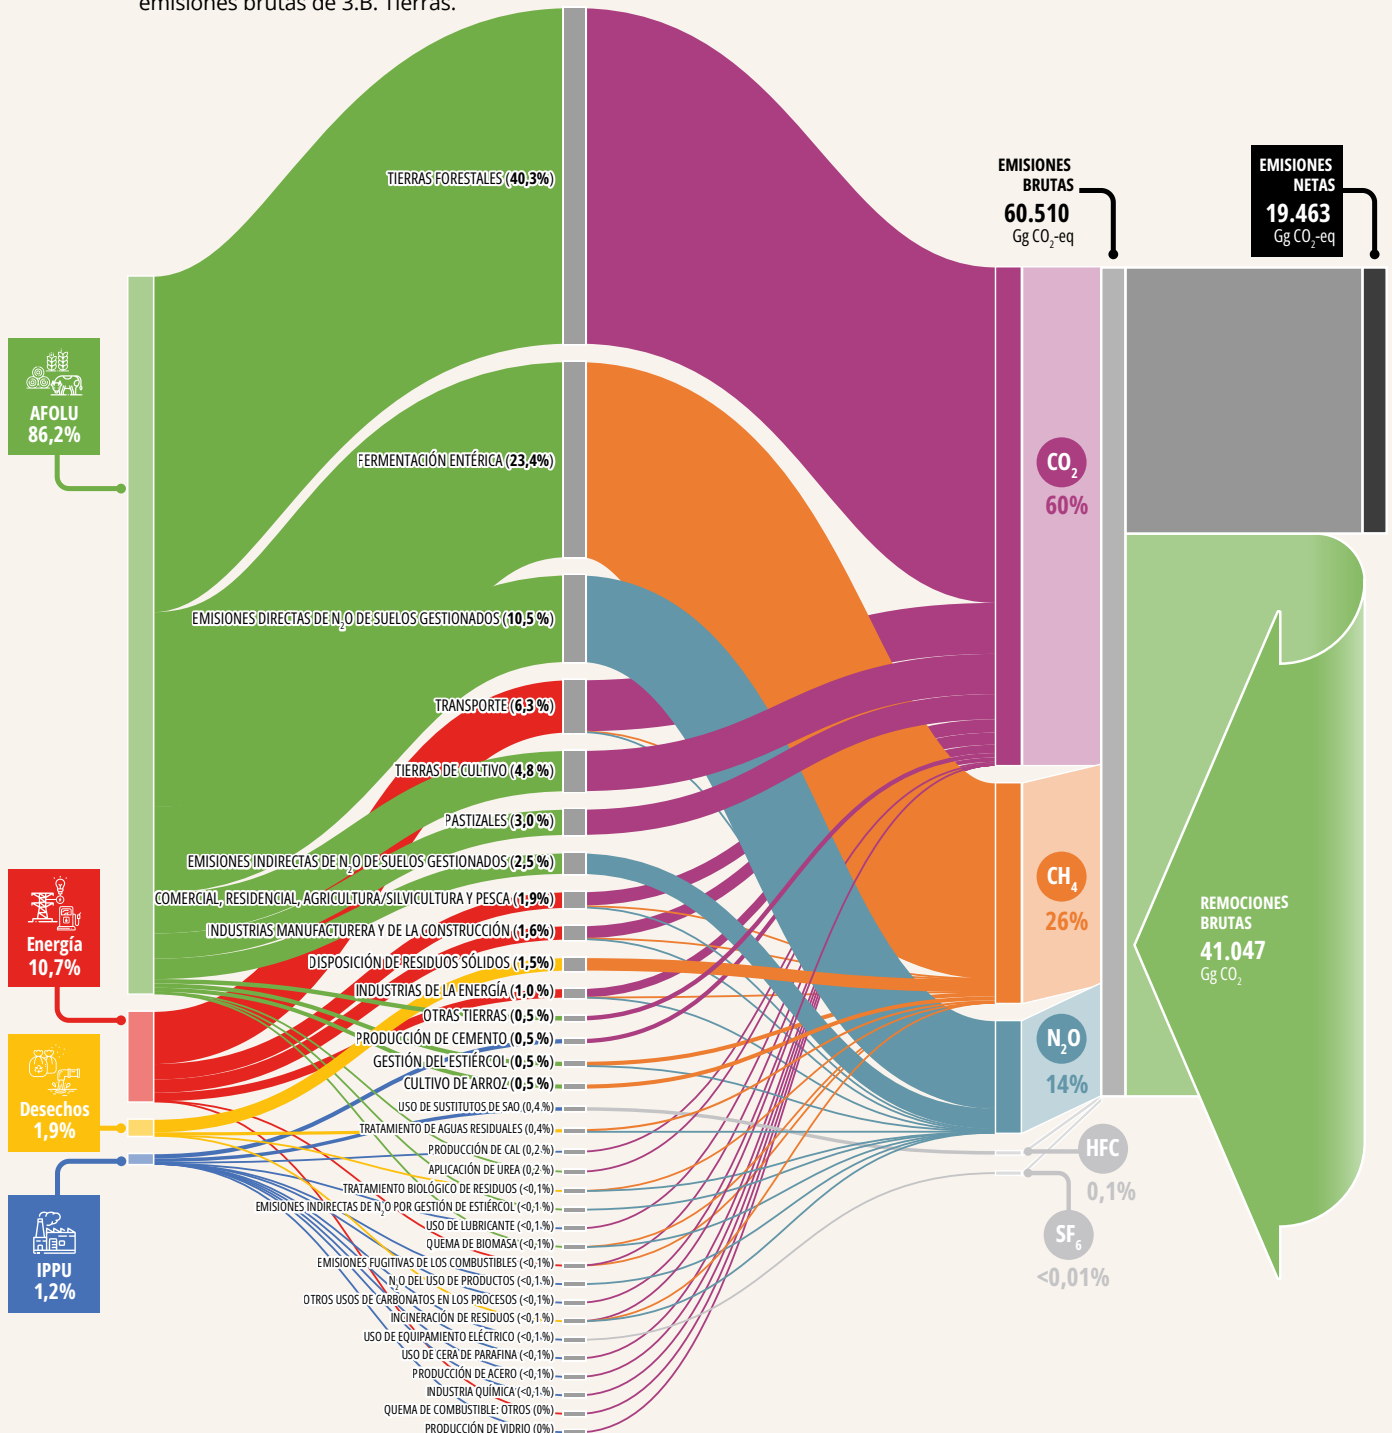 emisiones brutas de 3.B. Tierras.
TIERRAS FORESTALES (40,3%)
EMISIONES
BRUTAS
60.510
Gg CO2-eq
EMISIONES
NETAS
19.463
Gg CO2-eq
AFOLU
86,2%
FERMENTACIÓN ENTÉRICA (23,4%)
CO2
60%
EMISIONES DIRECTAS DE N2O DE SUELOS GESTIONADOS (10,5 %)
TRANSPORTE (6,3 %)
TIERRAS DE CULTIVO (4,8 %)
PASTIZALES (3,0 %)
EMISIONES INDIRECTAS DE N2O DE SUELOS GESTIONADOS (2,5 %)
COMERCIAL, RESIDENCIAL, AGRICULTURA/SILVICULTURA Y PESCA (1,9%)
INDUSTRIAS MANUFACTURERA Y DE LA CONSTRUCCIÓN (1,6%)
DISPOSICIÓN DE RESIDUOS SÓLIDOS (1,5%)
INDUSTRIAS DE LA ENERGÍA (1,0 %)
OTRAS TIERRAS (0,5 %)
PRODUCCIÓN DE CEMENTO (0,5 %)
GESTIÓN DEL ESTIÉRCOL (0,5 %)
CULTIVO DE ARROZ (0,5 %)
USO DE SUSTITUTOS DE SAO (0,4 %)
TRATAMIENTO DE AGUAS RESIDUALES (0,4%)
PRODUCCIÓN DE CAL (0,2 %)
APLICACIÓN DE UREA (0,2 %)
TRATAMIENTO BIOLÓGICO DE RESIDUOS (<0,1%)
EMISIONES INDIRECTAS DE N2O POR GESTIÓN DE ESTIÉRCOL (<0,1 %)
USO DE LUBRICANTE (<0,1 %)
QUEMA DE BIOMASA (<0,1%)
EMISIONES FUGITIVAS DE LOS COMBUSTIBLES (<0,1%)
N2O DEL USO DE PRODUCTOS (<0,1 %)
OTROS USOS DE CARBONATOS EN LOS PROCESOS (<0,1%)
INCINERACIÓN DE RESIDUOS (<0,1 %)
USO DE EQUIPAMIENTO ELÉCTRICO (<0,1 %)
USO DE CERA DE PARAFINA (<0,1%)
PRODUCCIÓN DE ACERO (<0,1%)
INDUSTRIA QUÍMICA (<0,1 %)
QUEMA DE COMBUSTIBLE: OTROS (0%)
PRODUCCIÓN DE VIDRIO (0%)
Energía
10,7%
Desechos
1,9%
IPPU
1,2%
CH4
26%
N2O
14%
HFC
0,1%
SF6
<0,01%
REMOCIONES
BRUTAS
41.047
Gg CO2